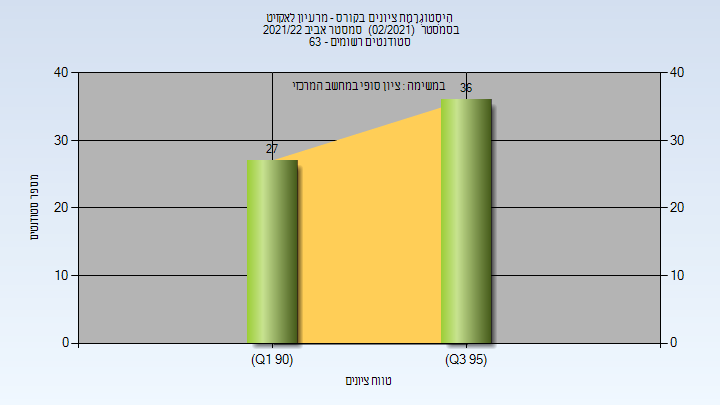 היסטוגרמת ציונים בקורס - מרעיון לאקזיט
בסמסטר (02/2021) סמסטר אביב 2021/22
סטודנטים רשומים - 63
במשימה : ציון סופי במחשב המרכזי
40 40
36
30 30
27
20 20
10 10
0 0
מספר סטודנטים
(Q1 90) (Q3 95)
טווח ציונים